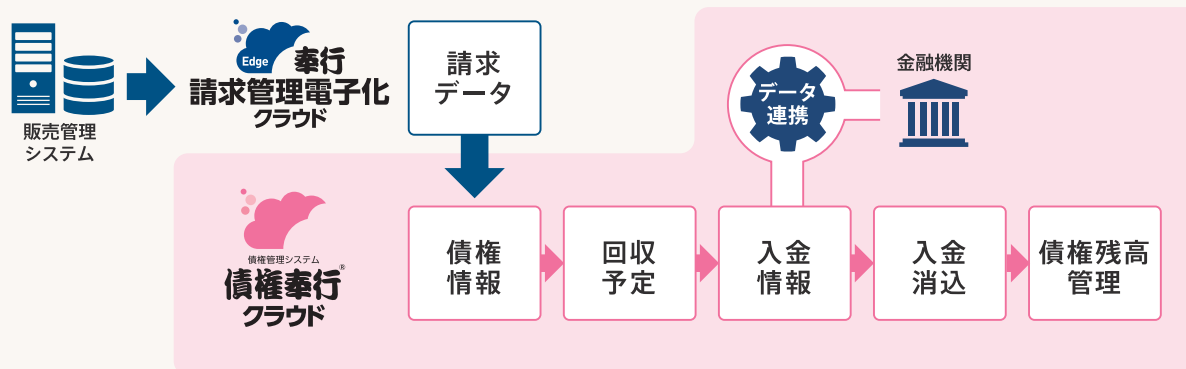 販売管理
システム
Edge
奉行
請求管理電子化
クラウド
請求
データ
データ
連携
金融機関
債権管理システム
債権奉行®
クラウド
債権
情報
回収
予定
入金
情報
入金
消込
債権残高
管理